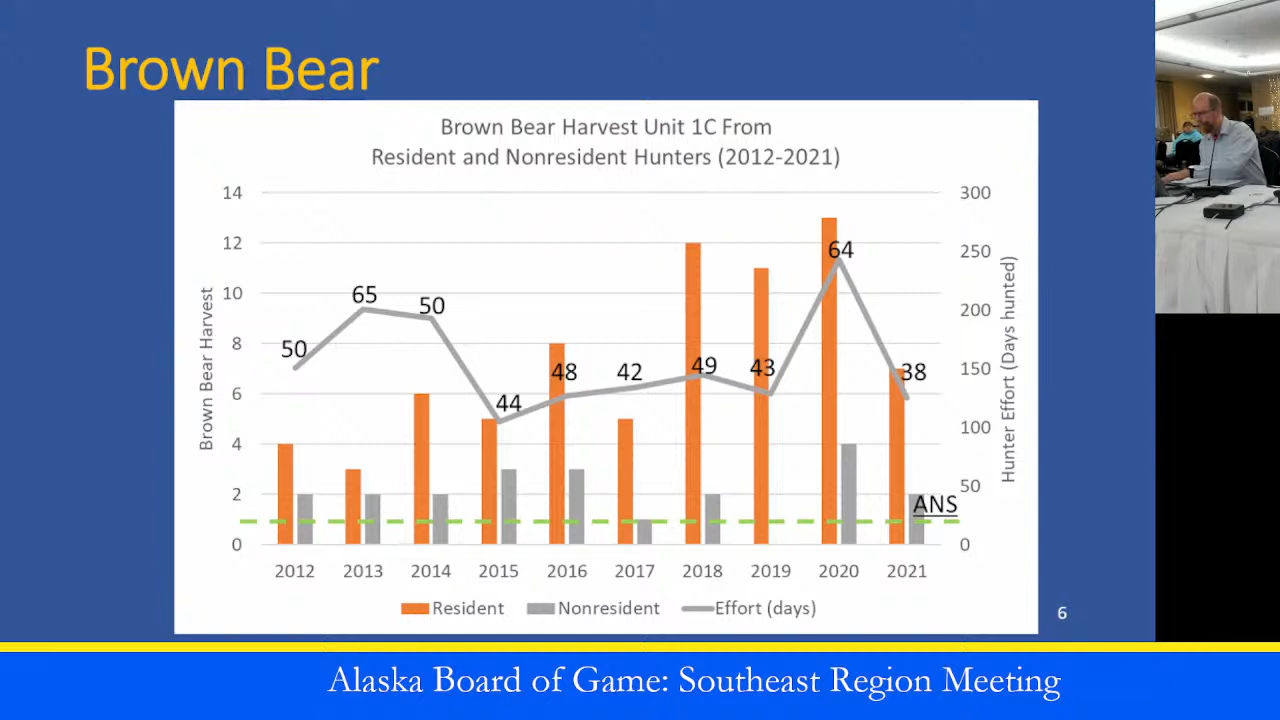 Brown Bear
Brown Bear Harvest Unit 1C From
Resident and Nonresident Hunters (2012-2021)
Brown Bear Harvest
14
12
10
8
6
4
2
0
50
65
50
44
48
42
49
43
64
38
ANS
300
250
200
150
100
50
0
Hunter Effort (Days hunted)
2012 2013 2014 2015 2016 2017 2018 2019 2020 2021
Resident Nonresident Effort (days)
6
Alaska Board of Game: Southeast Region Meeting